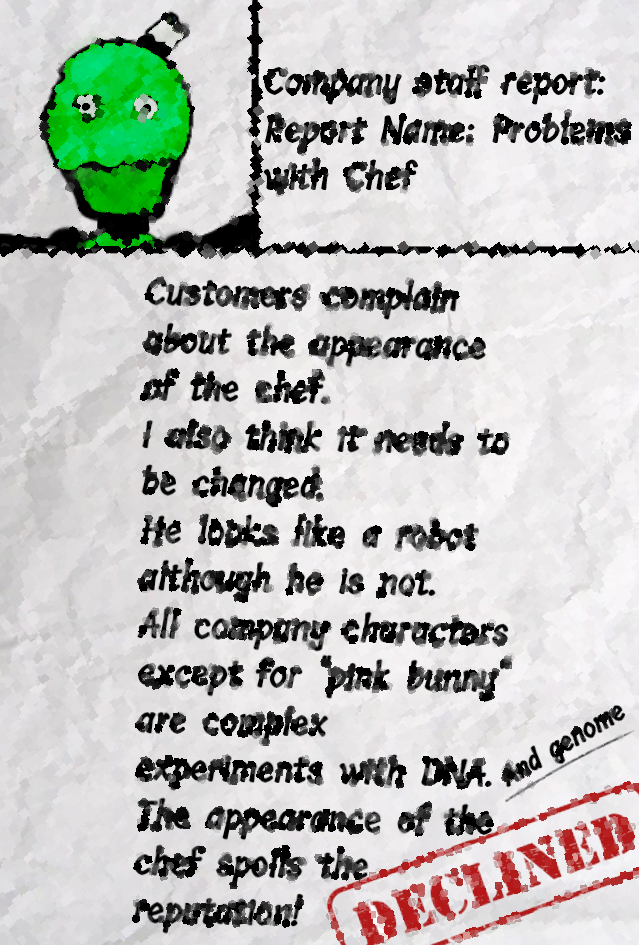 Company staff report:
Report Name: Problems
with Chef
Customers complain
about the appearance
of the chef.
I also think it needs to
be changed.
He looks like a robot
although he is not.
All company characters
except for "pink bunny"
are complex
experiments with DNA. And genome
The appearance of the
chef spoils the
reputation!
DECLINED